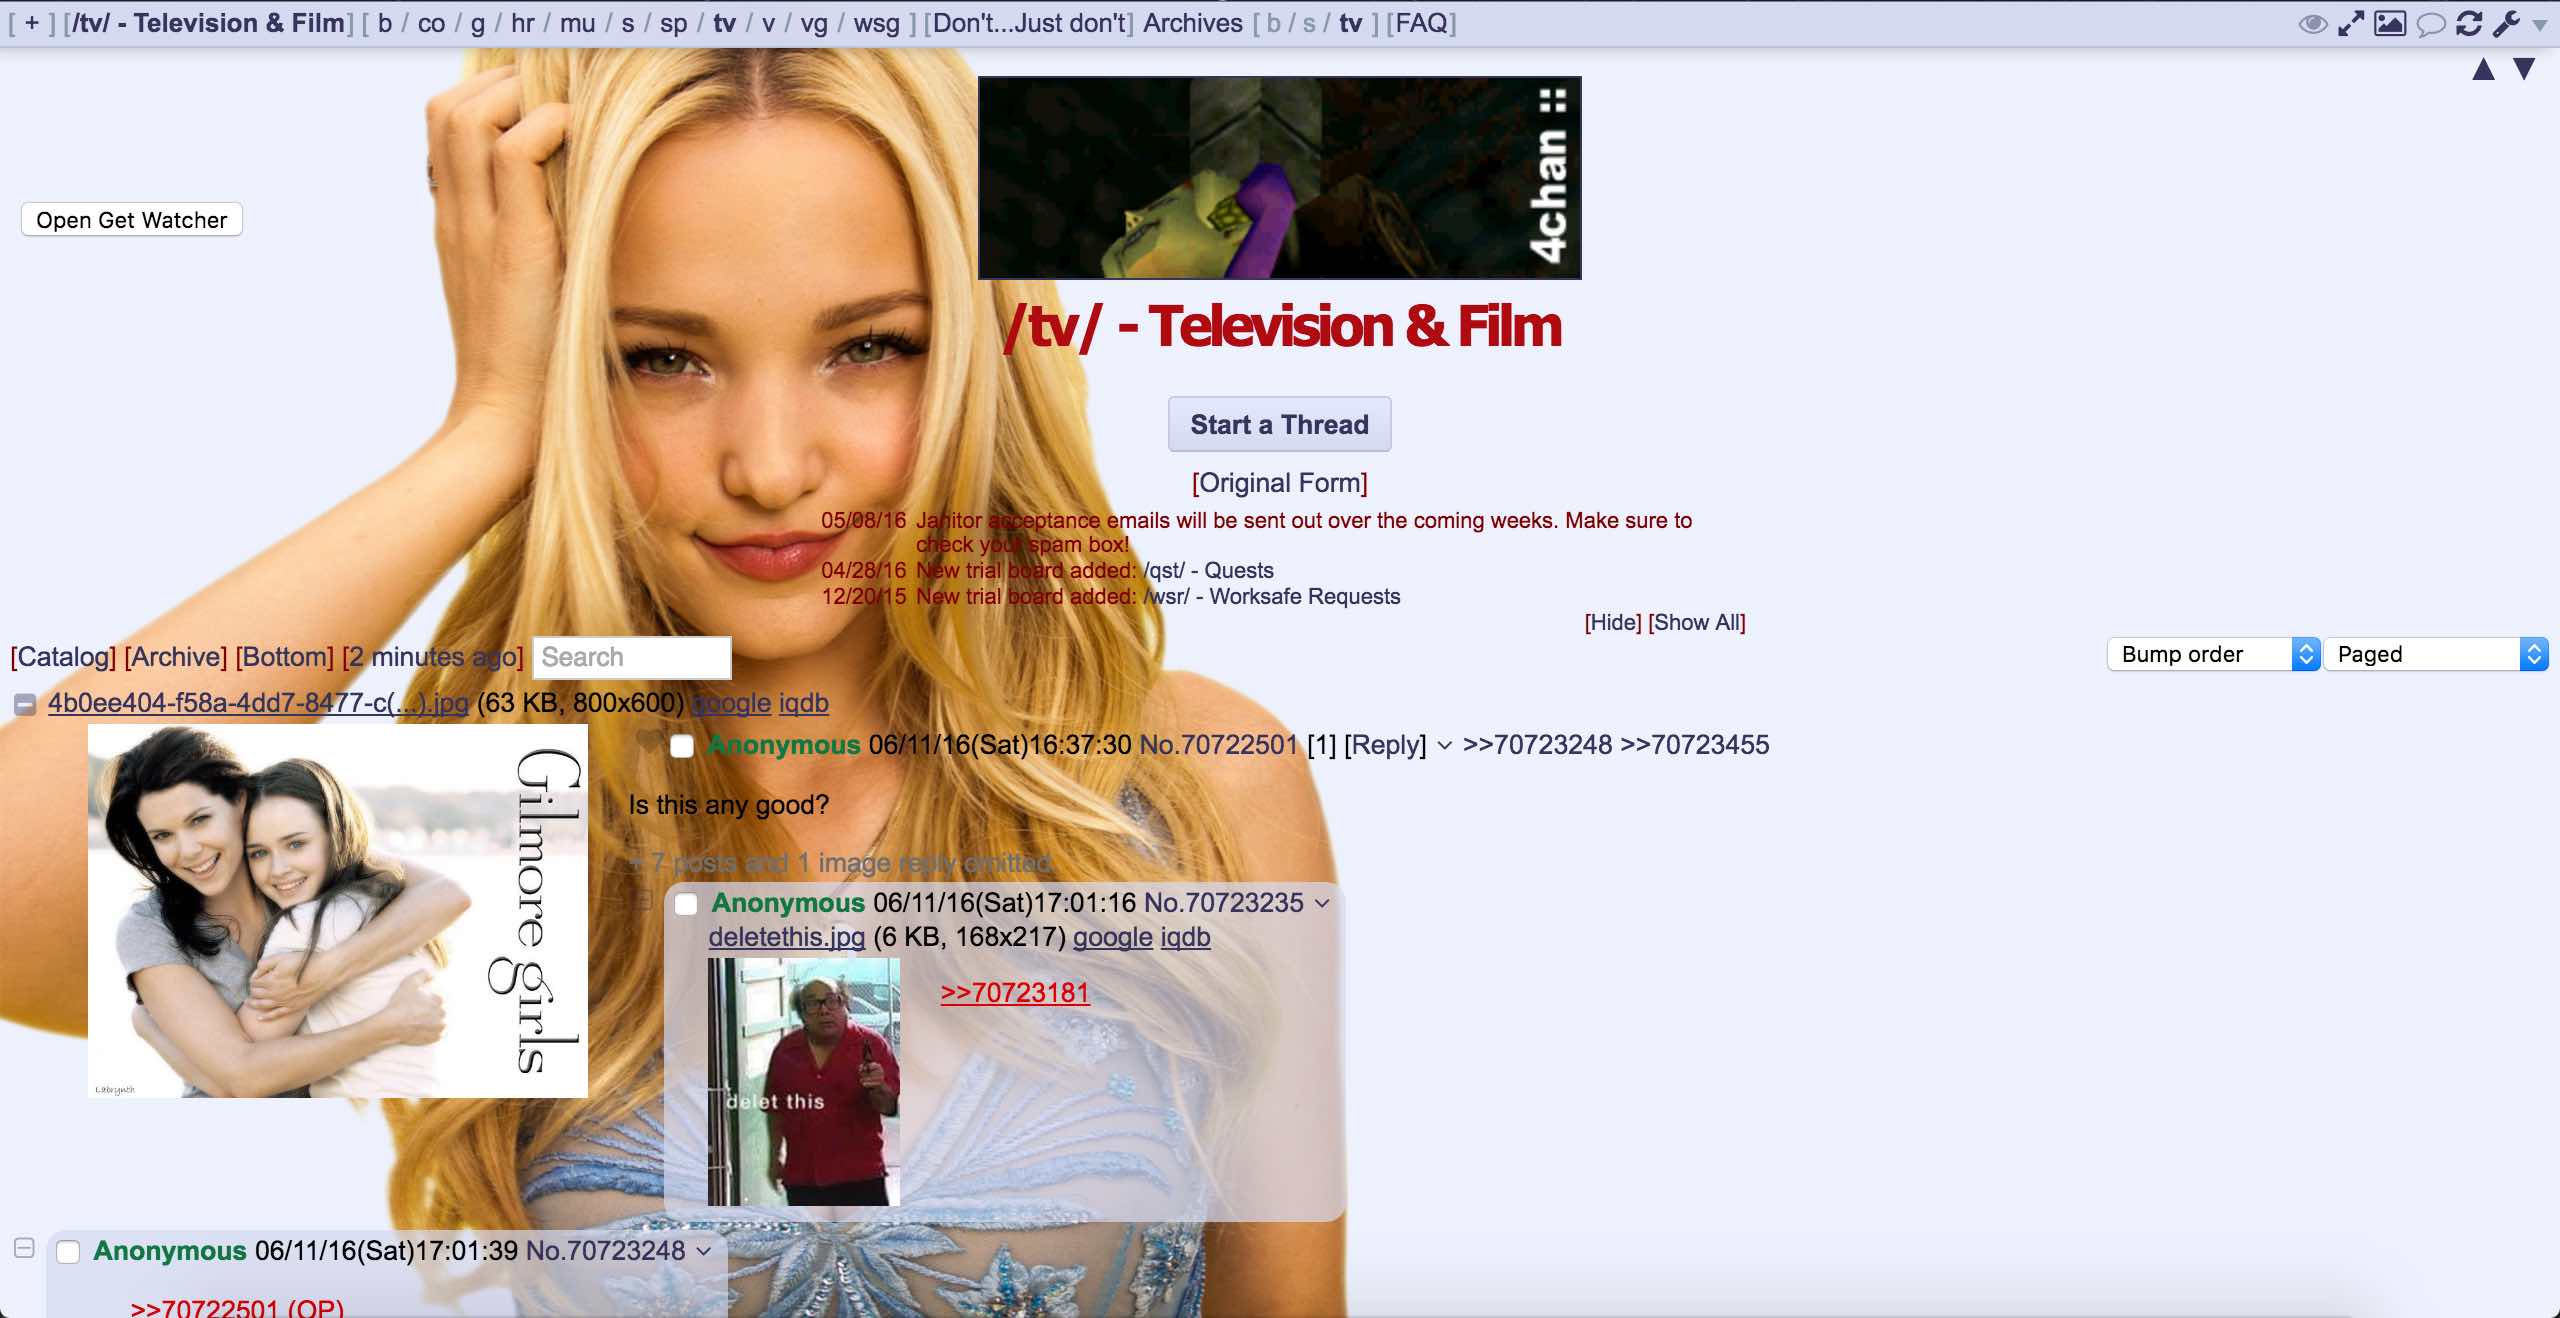 [ + ] [/tv/ - Television & Film] [ b / co / g / hr / mu / s / sp / tv / v / vg / wsg ] [Don't...Just don't] Archives [ b / s / tv ] [FAQ]
▲ ▼
Open Get Watcher
4chan ::
/tv/ - Television & Film
Start a Thread
[Original Form]
05/08/16 Janitor acceptance emails will be sent out over the coming weeks. Make sure to
check your spam box!
04/28/16 New trial board added: /qst/ - Quests
12/20/15 New trial board added: /wsr/ - Worksafe Requests
[Hide] [Show All]
[Catalog] [Archive] [Bottom] [2 minutes ago] Search
Bump order
Paged
4b0ee404-f58a-4dd7-8477-c(...).jpg (63 KB, 800x600) google iqdb
Gilmore girls
Labrynth
Anonymous 06/11/16(Sat)16:37:30 No.70722501 [1] [Reply] >>70723248 >>70723455
Is this any good?
+ 7 posts and 1 image reply omitted.
Anonymous 06/11/16(Sat)17:01:16 No.70723235
deletethis.jpg (6 KB, 168x217) google iqdb
>>70723181
delet this
Anonymous 06/11/16(Sat)17:01:39 No.70723248
>>70722501 (OP)